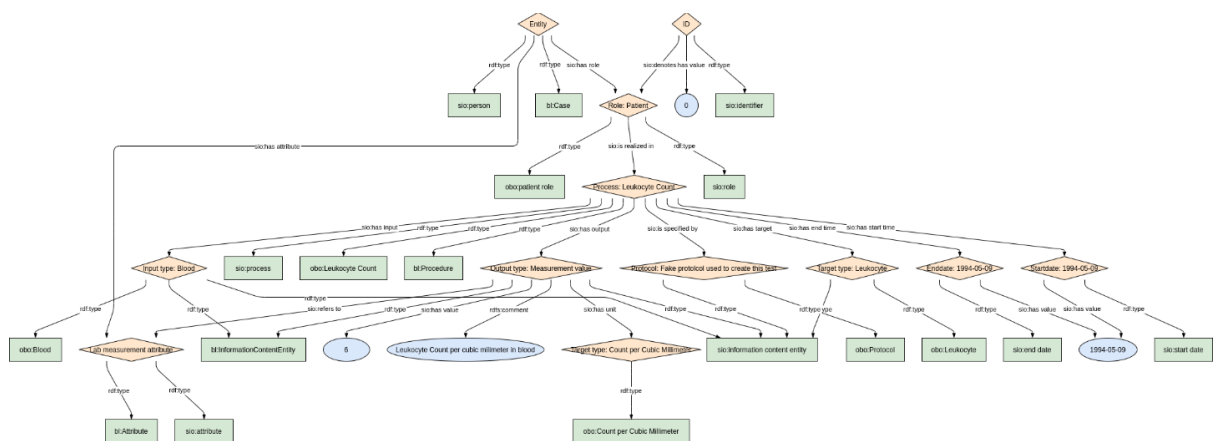 Entity
ID
rdf:type
rdf:type
sio:has role
sio:denotes
has value
rdf:type
sio:person
bl:Case
Role: Patient
0
sio:identifier
sio:has attribute
rdf:type
sio:is realized in
rdf:type
obo:patient role
Process: Leukocyte Count
sio:role
sio:has input
rdf:type
rdf:type
rdf:type
sio:has output
sio:is specified by
sio:has target
sio:has end time
sio:has start time
Input type: Blood
sio:process
obo:Leukocyte Count
bl:Procedure
Output type: Measurement value
Protocol: Fake protolcol used to create this test
Target type: Leukocyte
Enddate: 1994-05-09
Startdate: 1994-05-09
rdf:type
rdf:type
sio:refers to
rdf:type
rdf:type
sio:has value
rdfs:comment
sio:has unit
rdf:type
rdf:type
rdf:type
rdf:type
rdf:type
sio:has value
sio:has value
rdf:type
obo:Blood
Lab measurement attribute
bl:InformationContentEntity
6
Leukocyte Count per cubic milimeter in blood
Target type: Count per Cubic Millimeter
sio:information content entity
obo:Protocol
obo:Leukocyte
sio:end date
1994-05-09
sio:start date
rdf:type
rdf:type
rdf:type
bl:Attribute
sio:attribute
obo:Count per Cubic Millimeter